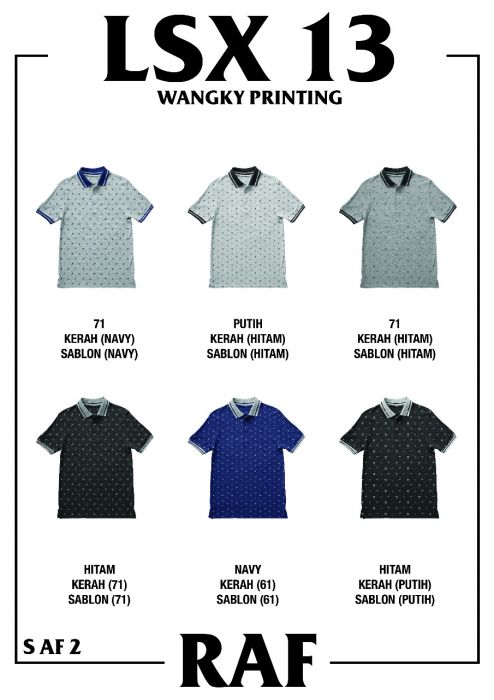 LSX 13
WANGKY PRINTING
71
KERAH (NAVY)
SABLON (NAVY)
PUTIH
KERAH (HITAM)
SABLON (HITAM)
71
KERAH (HITAM)
SABLON (HITAM)
HITAM
KERAH (71)
SABLON (71)
NAVY
KERAH (61)
SABLON (61)
HITAM
KERAH (PUTIH)
SABLON (PUTIH)
S AF 2
RAF